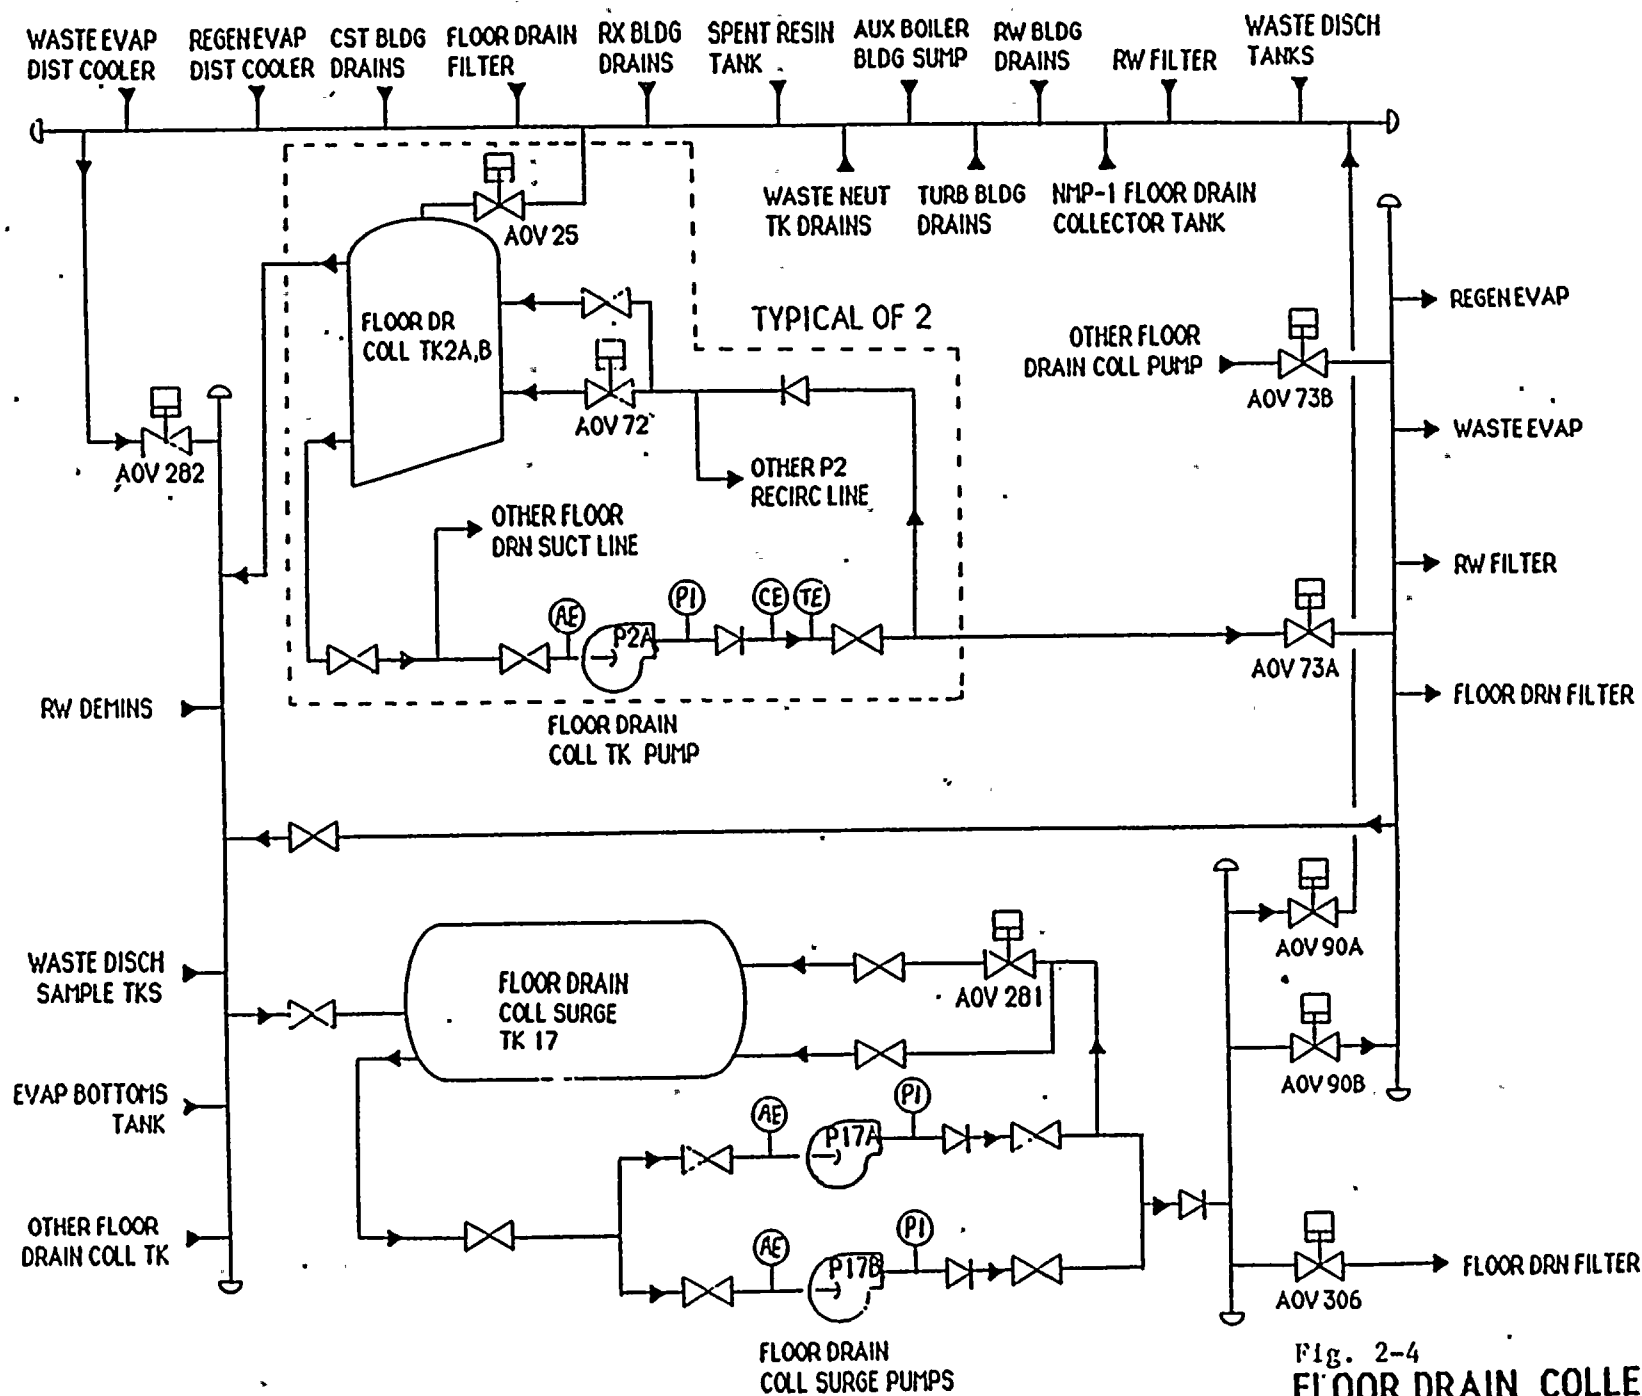 WASTE EVAP
DIST COOLER
REGEN EVAP
DIST COOLER
CST BLDG
DRAINS
FLOOR DRAIN
FILTER
RX BLDG
DRAINS
SPENT RESIN
TANK
AUX BOILER
BLDG SUMP
RW BLDG
DRAINS
RW FILTER
WASTE DISCH
TANKS
WASTE NEUT
TK DRAINS
TURB BLDG
DRAINS
NMP-1 FLOOR DRAIN
COLLECTOR TANK
AOV 25
FLOOR DR
COLL TK2A,B
TYPICAL OF 2
AOV 72
AOV 282
OTHER P2
RECIRC LINE
OTHER FLOOR
DRN SUCT LINE
OTHER FLOOR
DRAIN COLL PUMP
AOV 73B
REGEN EVAP
WASTE EVAP
RW FILTER
AE
P2A
PI
CE
TE
AOV 73A
FLOOR DRN FILTER
RW DEMINS
FLOOR DRAIN
COLL TK PUMP
WASTE DISCH
SAMPLE TKS
FLOOR DRAIN
COLL SURGE
TK 17
AOV 281
AOV 90A
AOV 90B
EVAP BOTTOMS
TANK
AE
P17A
PI
OTHER FLOOR
DRAIN COLL TK
AE
P17B
PI
AOV 306
FLOOR DRN FILTER
FLOOR DRAIN
COLL SURGE PUMPS
Fig. 2-4
FLOOR DRAIN COLLE